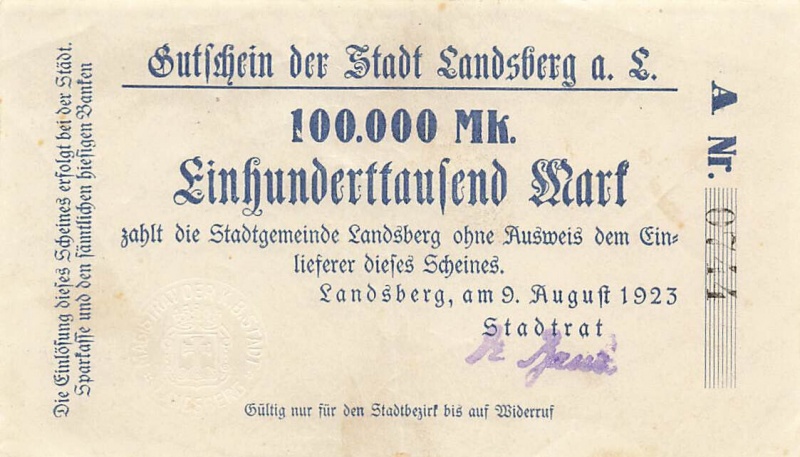 Gutschein der Stadt Landsberg a. L.
100.000 Mk.
Einhunderttausend Mark
zahlt die Stadtgemeinde Landsberg ohne Ausweis dem Ein-
lieferer dieses Scheines.
Landsberg, am 9. August 1923
Stadtrat
Gültig nur für den Stadtbezirk bis auf Widerruf
Die Einlösung dieses Scheines erfolgt bei der Städt.
Sparkasse und den sämtlichen hiesigen Banken
A Nr. 0744